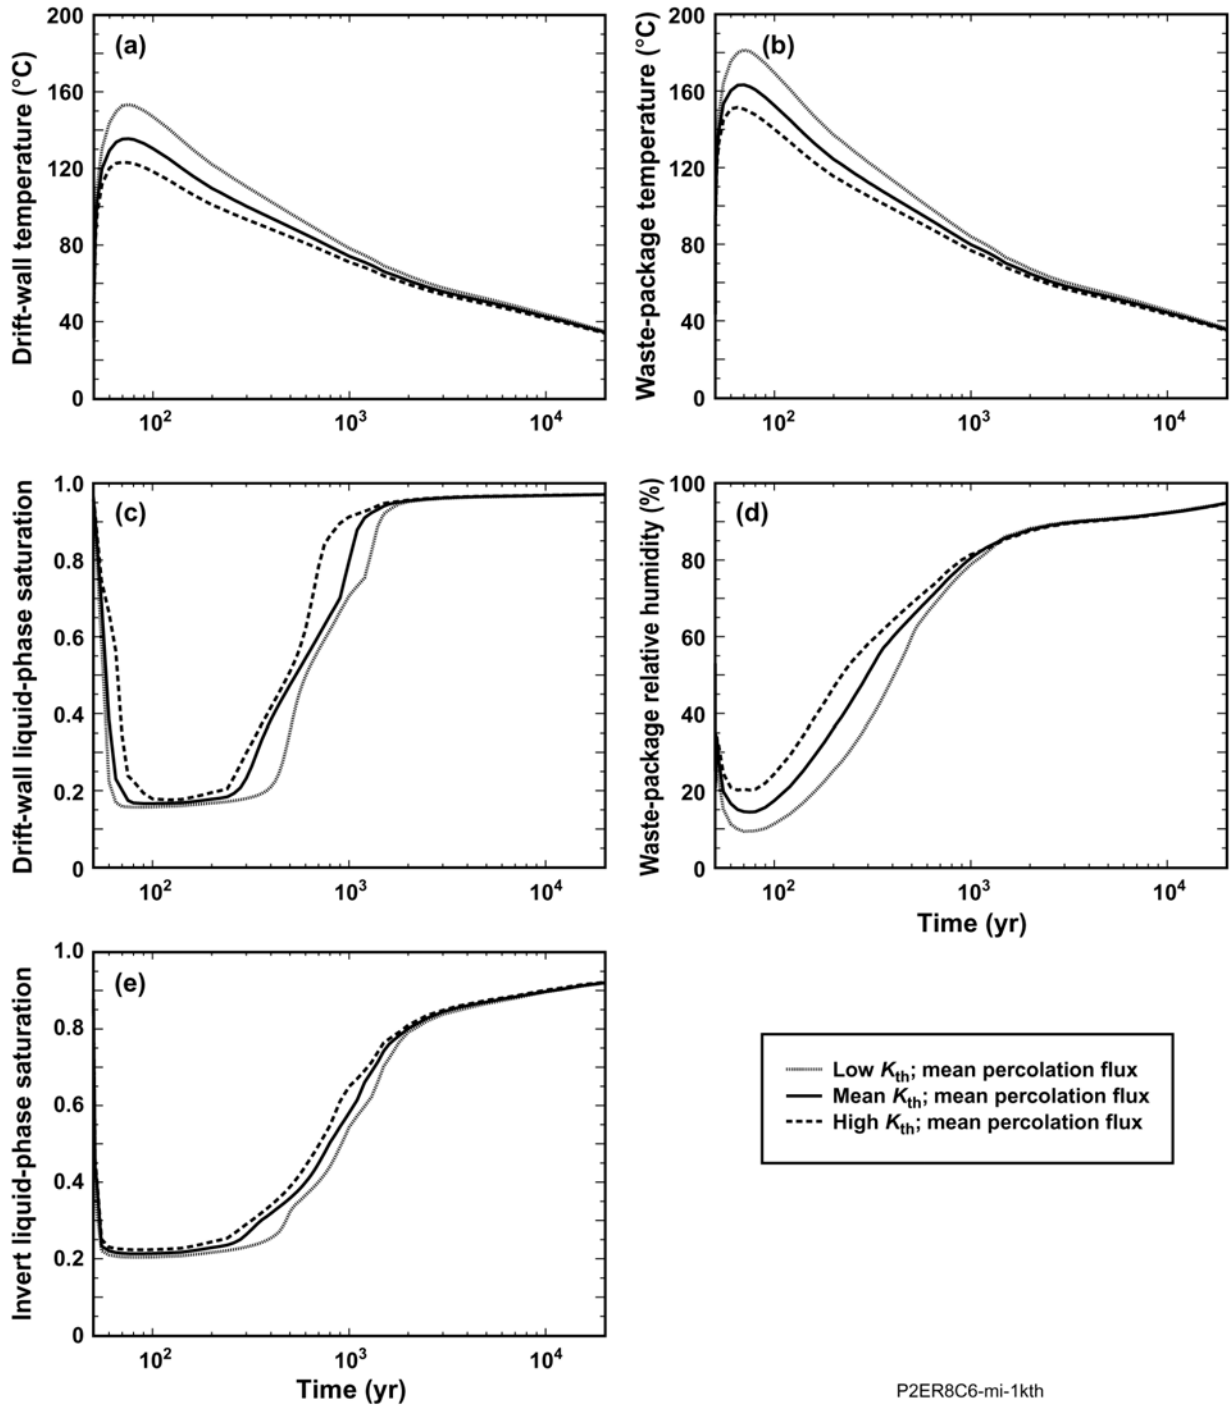 (a)
Drift-wall temperature (°C)
200
160
120
80
40
0
10²
10³
10⁴
(b)
Waste-package temperature (°C)
200
160
120
80
40
0
10²
10³
10⁴
(c)
Drift-wall liquid-phase saturation
1.0
0.8
0.6
0.4
0.2
0
10²
10³
10⁴
(d)
Waste-package relative humidity (%)
100
80
60
40
20
0
10²
10³
10⁴
Time (yr)
(e)
Invert liquid-phase saturation
1.0
0.8
0.6
0.4
0.2
0
10²
10³
10⁴
Time (yr)
Low Kth; mean percolation flux
Mean Kth; mean percolation flux
High Kth; mean percolation flux
P2ER8C6-mi-1kth